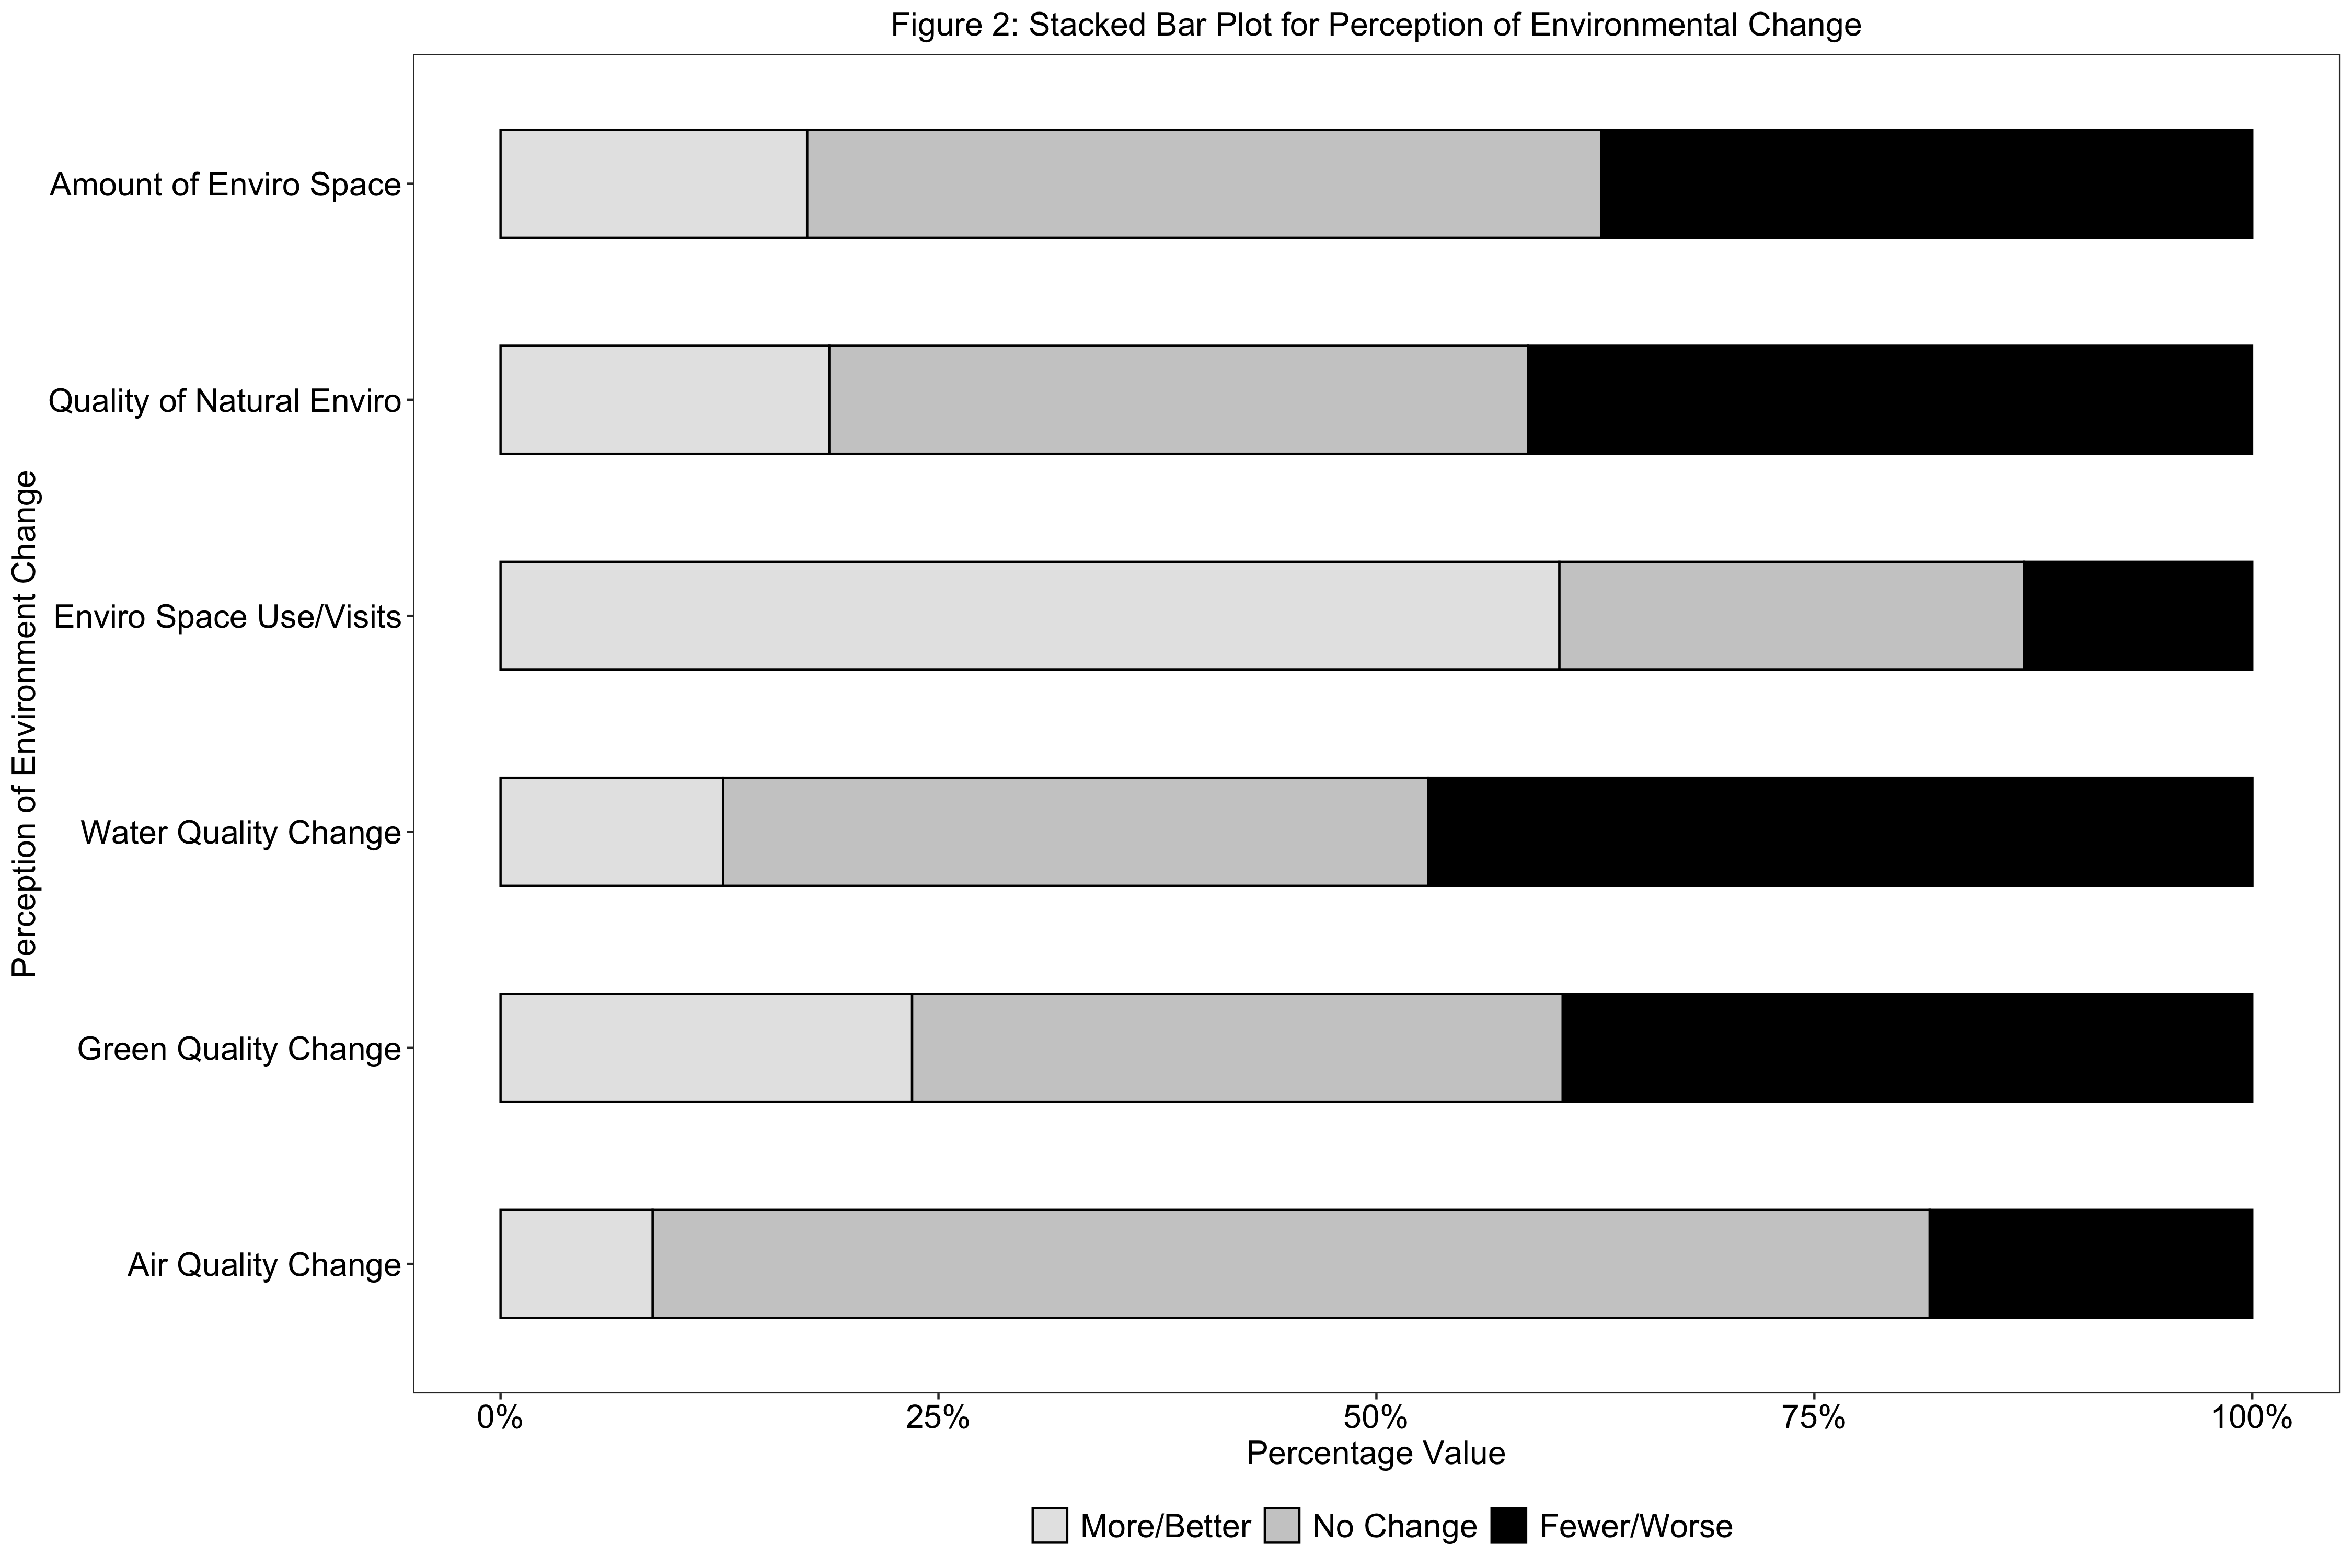 Figure 2: Stacked Bar Plot for Perception of Environmental Change
Perception of Environment Change
Amount of Enviro Space
Quality of Natural Enviro
Enviro Space Use/Visits
Water Quality Change
Green Quality Change
Air Quality Change
0% 25% 50% 75% 100%
Percentage Value
More/Better No Change Fewer/Worse